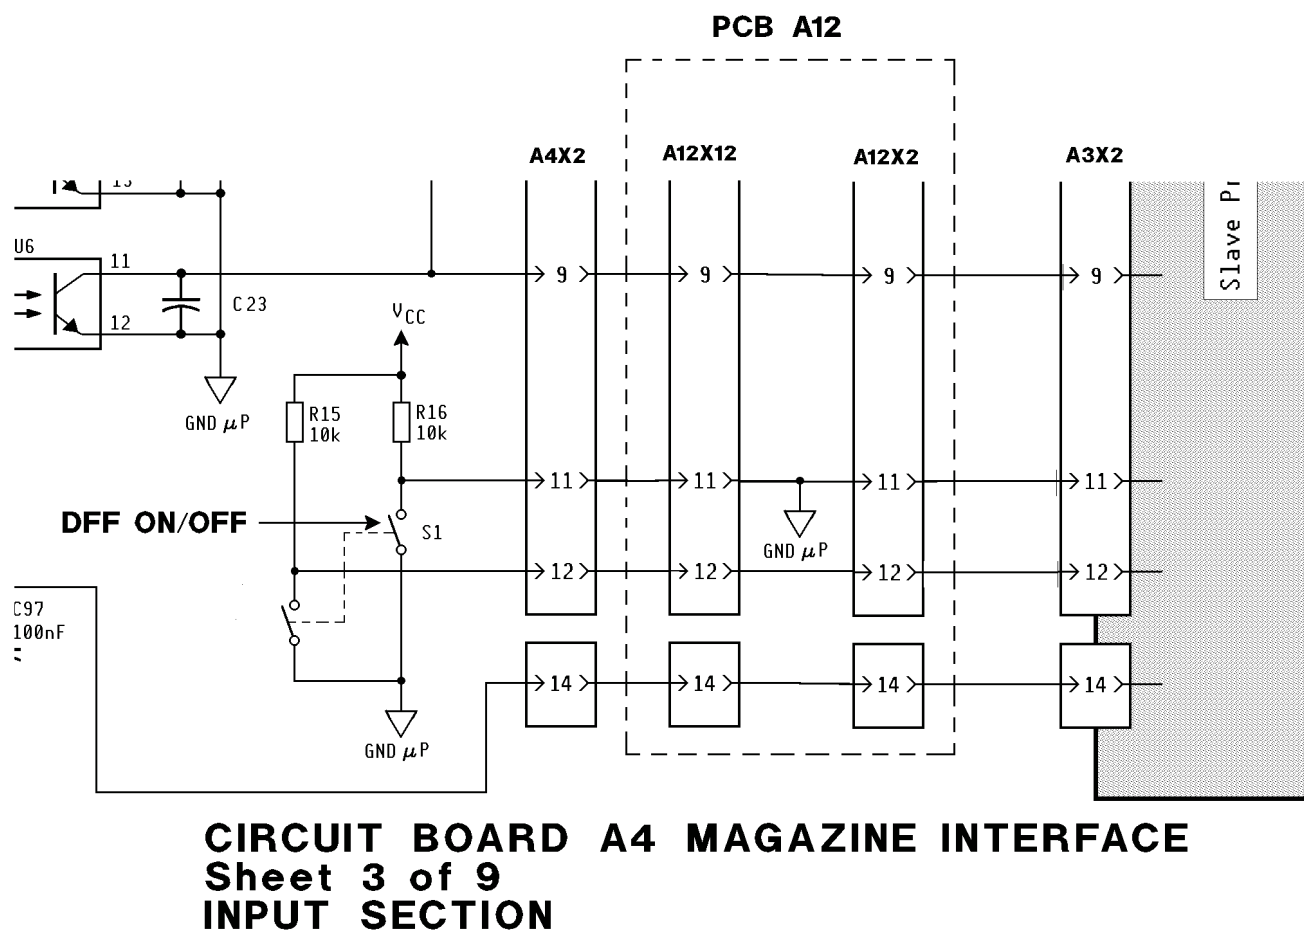 PCB A12
A4X2 A12X12 A12X2 A3X2
U6
11
9 9 9 9
Slave
12
C23
VCC
GND µP
R15
10k
R16
10k
11 11 11 11
DFF ON/OFF
S1
GND µP
12 12 12 12
C97
100nF
14 14 14 14
GND µP
CIRCUIT BOARD A4 MAGAZINE INTERFACE
Sheet 3 of 9
INPUT SECTION